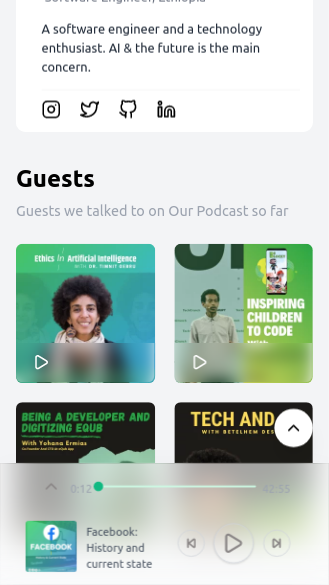 Software Engineer, Ethiopia
A software engineer and a technology
enthusiast. AI & the future is the main
concern.
Guests
Guests we talked to on Our Podcast so far
Ethics in Artificial Intelligence
WITH DR. TIMNIT GEBRU
INSPIRING
CHILDREN
TO CODE
With
BEING A DEVELOPER AND
DIGITIZING EQUB
With Yohana Ermias
TECH AND
WITH BETELHEM DES
0:12
42:55
FACEBOOK
Facebook:
History and
current state